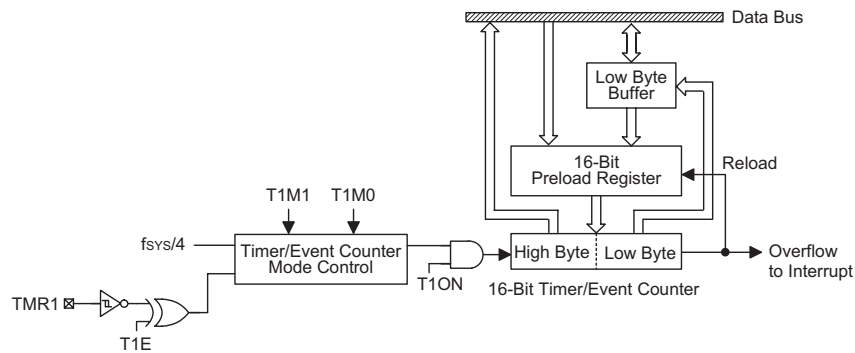 Data Bus
Low Byte
Buffer
16-Bit
Preload Register
Reload
T1M1
T1M0
fSYS/4
Timer/Event Counter
Mode Control
High Byte
Low Byte
Overflow
to Interrupt
T1ON
16-Bit Timer/Event Counter
TMR1
T1E